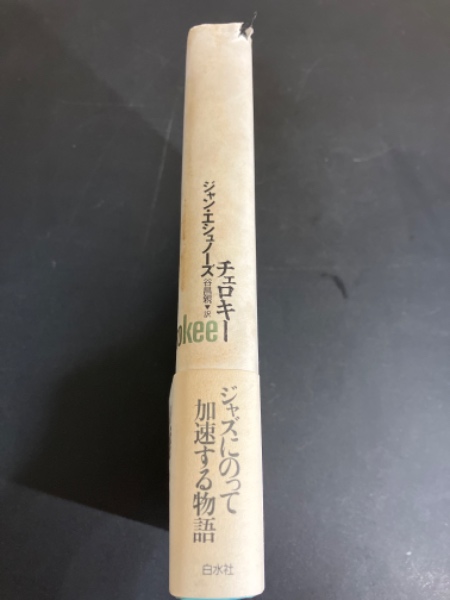 チェロキー
ジャン・エシュノーズ
谷昌親▼訳
okee
ジャズにのって
加速する物語
白水社